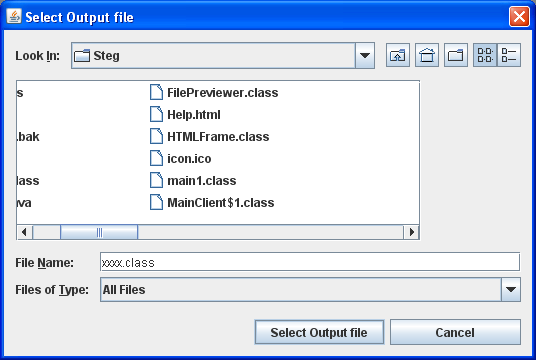 Select Output file
Look In: Steg
s FilePreviewer.class
Help.html
.bak HTMLFrame.class
icon.ico
lass main1.class
va MainClient$1.class
File Name: xxxx.class
Files of Type: All Files
Select Output file Cancel